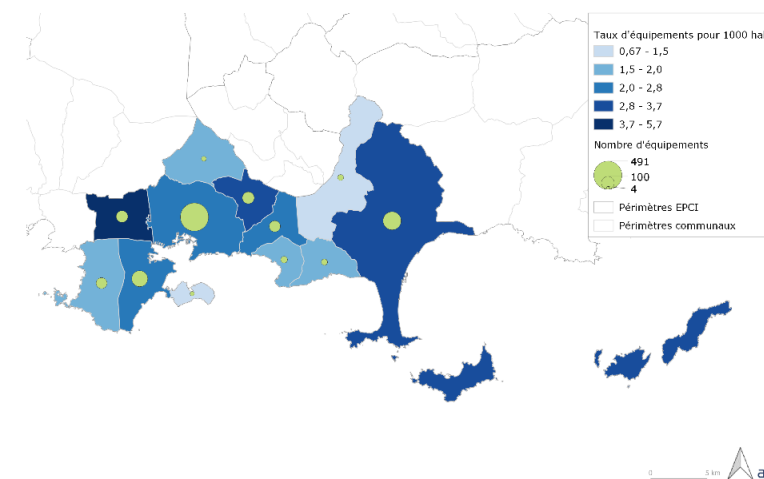 Taux d'équipements pour 1000 hal
0,67 - 1,5
1,5 - 2,0
2,0 - 2,8
2,8 - 3,7
3,7 - 5,7
Nombre d'équipements
491
100
4
Périmètres EPCI
Périmètres communaux
0 5 km
a